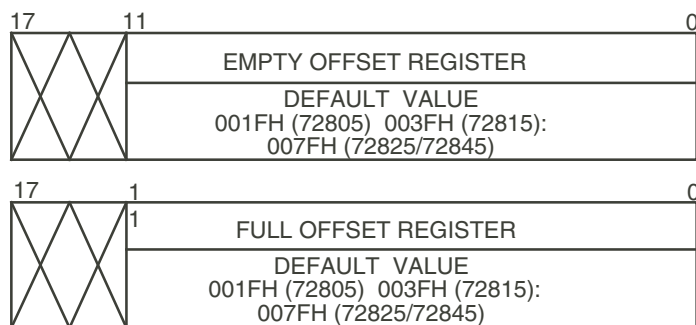 17 11 0
EMPTY OFFSET REGISTER
DEFAULT VALUE
001FH (72805) 003FH (72815):
007FH (72825/72845)
17 1 0
1
FULL OFFSET REGISTER
DEFAULT VALUE
001FH (72805) 003FH (72815):
007FH (72825/72845)